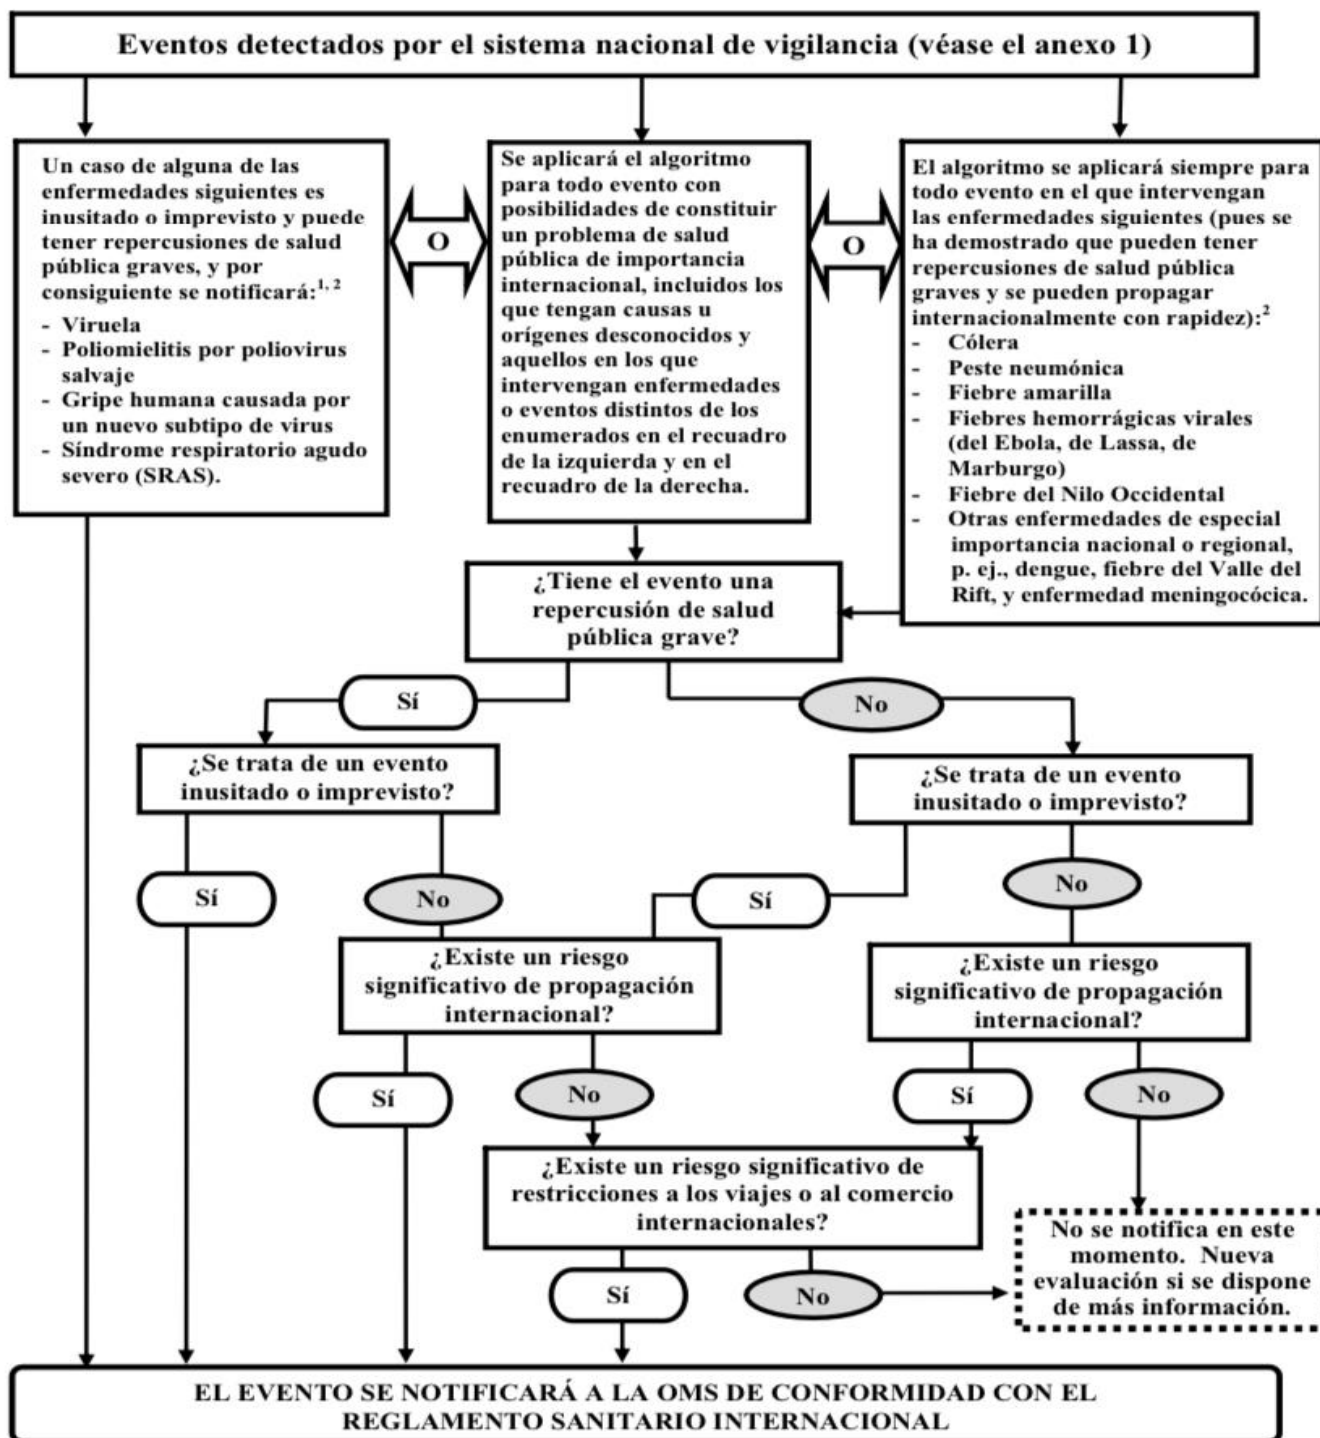 Eventos detectados por el sistema nacional de vigilancia (véase el anexo 1)
Un caso de alguna de las
enfermedades siguientes es
inusitado o imprevisto y puede
tener repercusiones de salud
pública graves, y por
consiguiente se notificará:1, 2
- Viruela
- Poliomielitis por poliovirus
salvaje
- Gripe humana causada por
un nuevo subtipo de virus
- Síndrome respiratorio agudo
severo (SRAS).
O
Se aplicará el algoritmo
para todo evento con
posibilidades de constituir
un problema de salud
pública de importancia
internacional, incluidos los
que tengan causas u
orígenes desconocidos y
aquellos en los que
intervengan enfermedades
o eventos distintos de los
enumerados en el recuadro
de la izquierda y en el
recuadro de la derecha.
O
El algoritmo se aplicará siempre para
todo evento en el que intervengan
las enfermedades siguientes (pues se
ha demostrado que pueden tener
repercusiones de salud pública
graves y se pueden propagar
internacionalmente con rapidez):2
- Cólera
- Peste neumónica
- Fiebre amarilla
- Fiebres hemorrágicas virales
(del Ebola, de Lassa, de
Marburgo)
- Fiebre del Nilo Occidental
- Otras enfermedades de especial
importancia nacional o regional,
p. ej., dengue, fiebre del Valle del
Rift, y enfermedad meningocócica.
¿Tiene el evento una
repercusión de salud
pública grave?
Sí
No
¿Se trata de un evento
inusitado o imprevisto?
¿Se trata de un evento
inusitado o imprevisto?
Sí
No
Sí
No
¿Existe un riesgo
significativo de propagación
internacional?
¿Existe un riesgo
significativo de propagación
internacional?
Sí
No
Sí
No
¿Existe un riesgo significativo de
restricciones a los viajes o al comercio
internacionales?
No se notifica en este
momento. Nueva
evaluación si se dispone
de más información.
Sí
No
EL EVENTO SE NOTIFICARÁ A LA OMS DE CONFORMIDAD CON EL
REGLAMENTO SANITARIO INTERNACIONAL